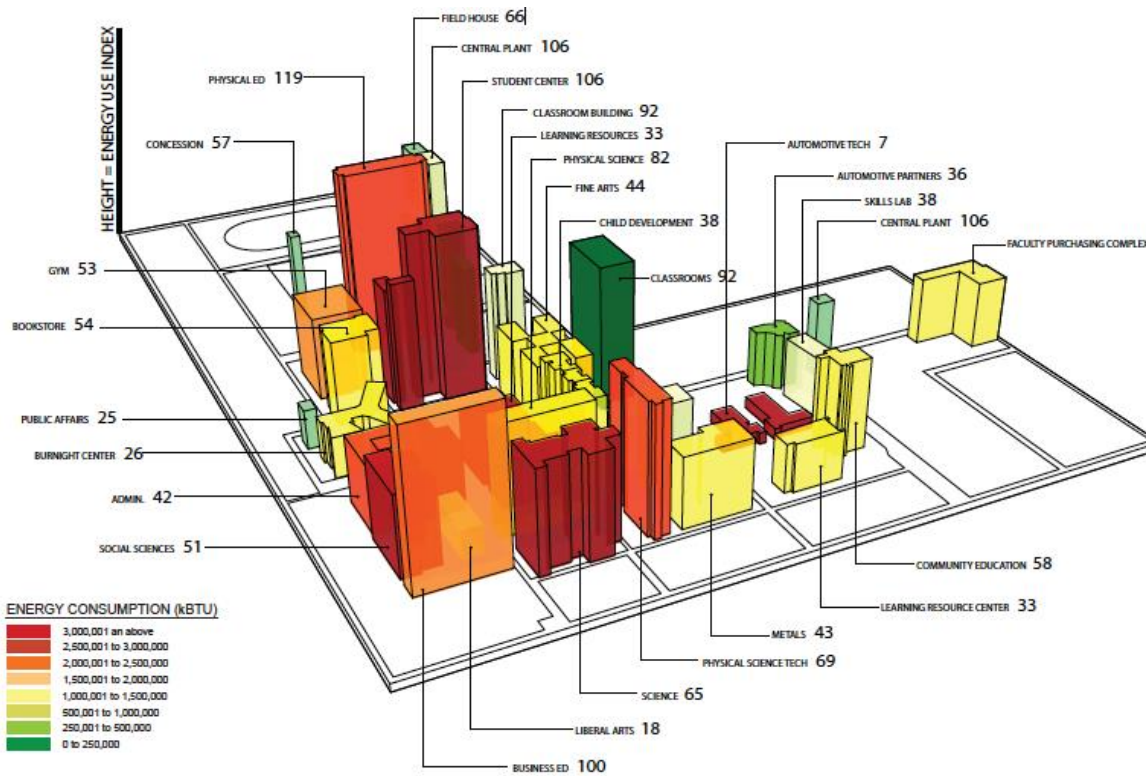 HEIGHT = ENERGY USE INDEX
FIELD HOUSE 66
CENTRAL PLANT 106
PHYSICAL ED 119
STUDENT CENTER 106
CLASSROOM BUILDING 92
CONCESSION 57
LEARNING RESOURCES 33
AUTOMOTIVE TECH 7
PHYSICAL SCIENCE 82
AUTOMOTIVE PARTNERS 36
FINE ARTS 44
SKILLS LAB 38
CHILD DEVELOPMENT 38
CENTRAL PLANT 106
FACULTY PURCHASING COMPLEX
GYM 53
CLASSROOMS 92
BOOKSTORE 54
PUBLIC AFFAIRS 25
BURNIGHT CENTER 26
ADMIN. 42
SOCIAL SCIENCES 51
COMMUNITY EDUCATION 58
LEARNING RESOURCE CENTER 33
METALS 43
PHYSICAL SCIENCE TECH 69
SCIENCE 65
LIBERAL ARTS 18
BUSINESS ED 100
ENERGY CONSUMPTION (kBTU)
3,000,001 an above
2,500,001 to 3,000,000
2,000,001 to 2,500,000
1,500,001 to 2,000,000
1,000,001 to 1,500,000
500,001 to 1,000,000
250,001 to 500,000
0 to 250,000